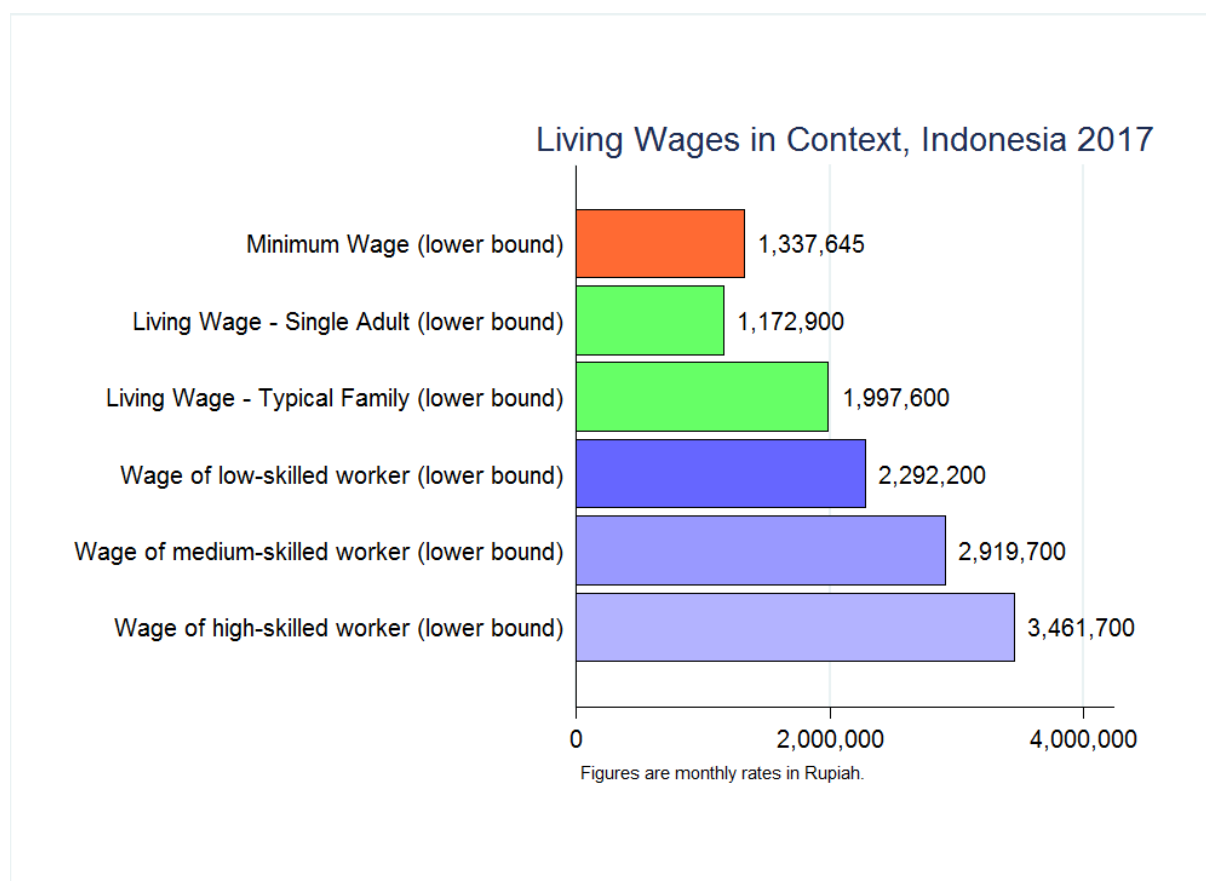 Living Wages in Context, Indonesia 2017
Minimum Wage (lower bound) 1,337,645
Living Wage - Single Adult (lower bound) 1,172,900
Living Wage - Typical Family (lower bound) 1,997,600
Wage of low-skilled worker (lower bound) 2,292,200
Wage of medium-skilled worker (lower bound) 2,919,700
Wage of high-skilled worker (lower bound) 3,461,700
0 2,000,000 4,000,000
Figures are monthly rates in Rupiah.